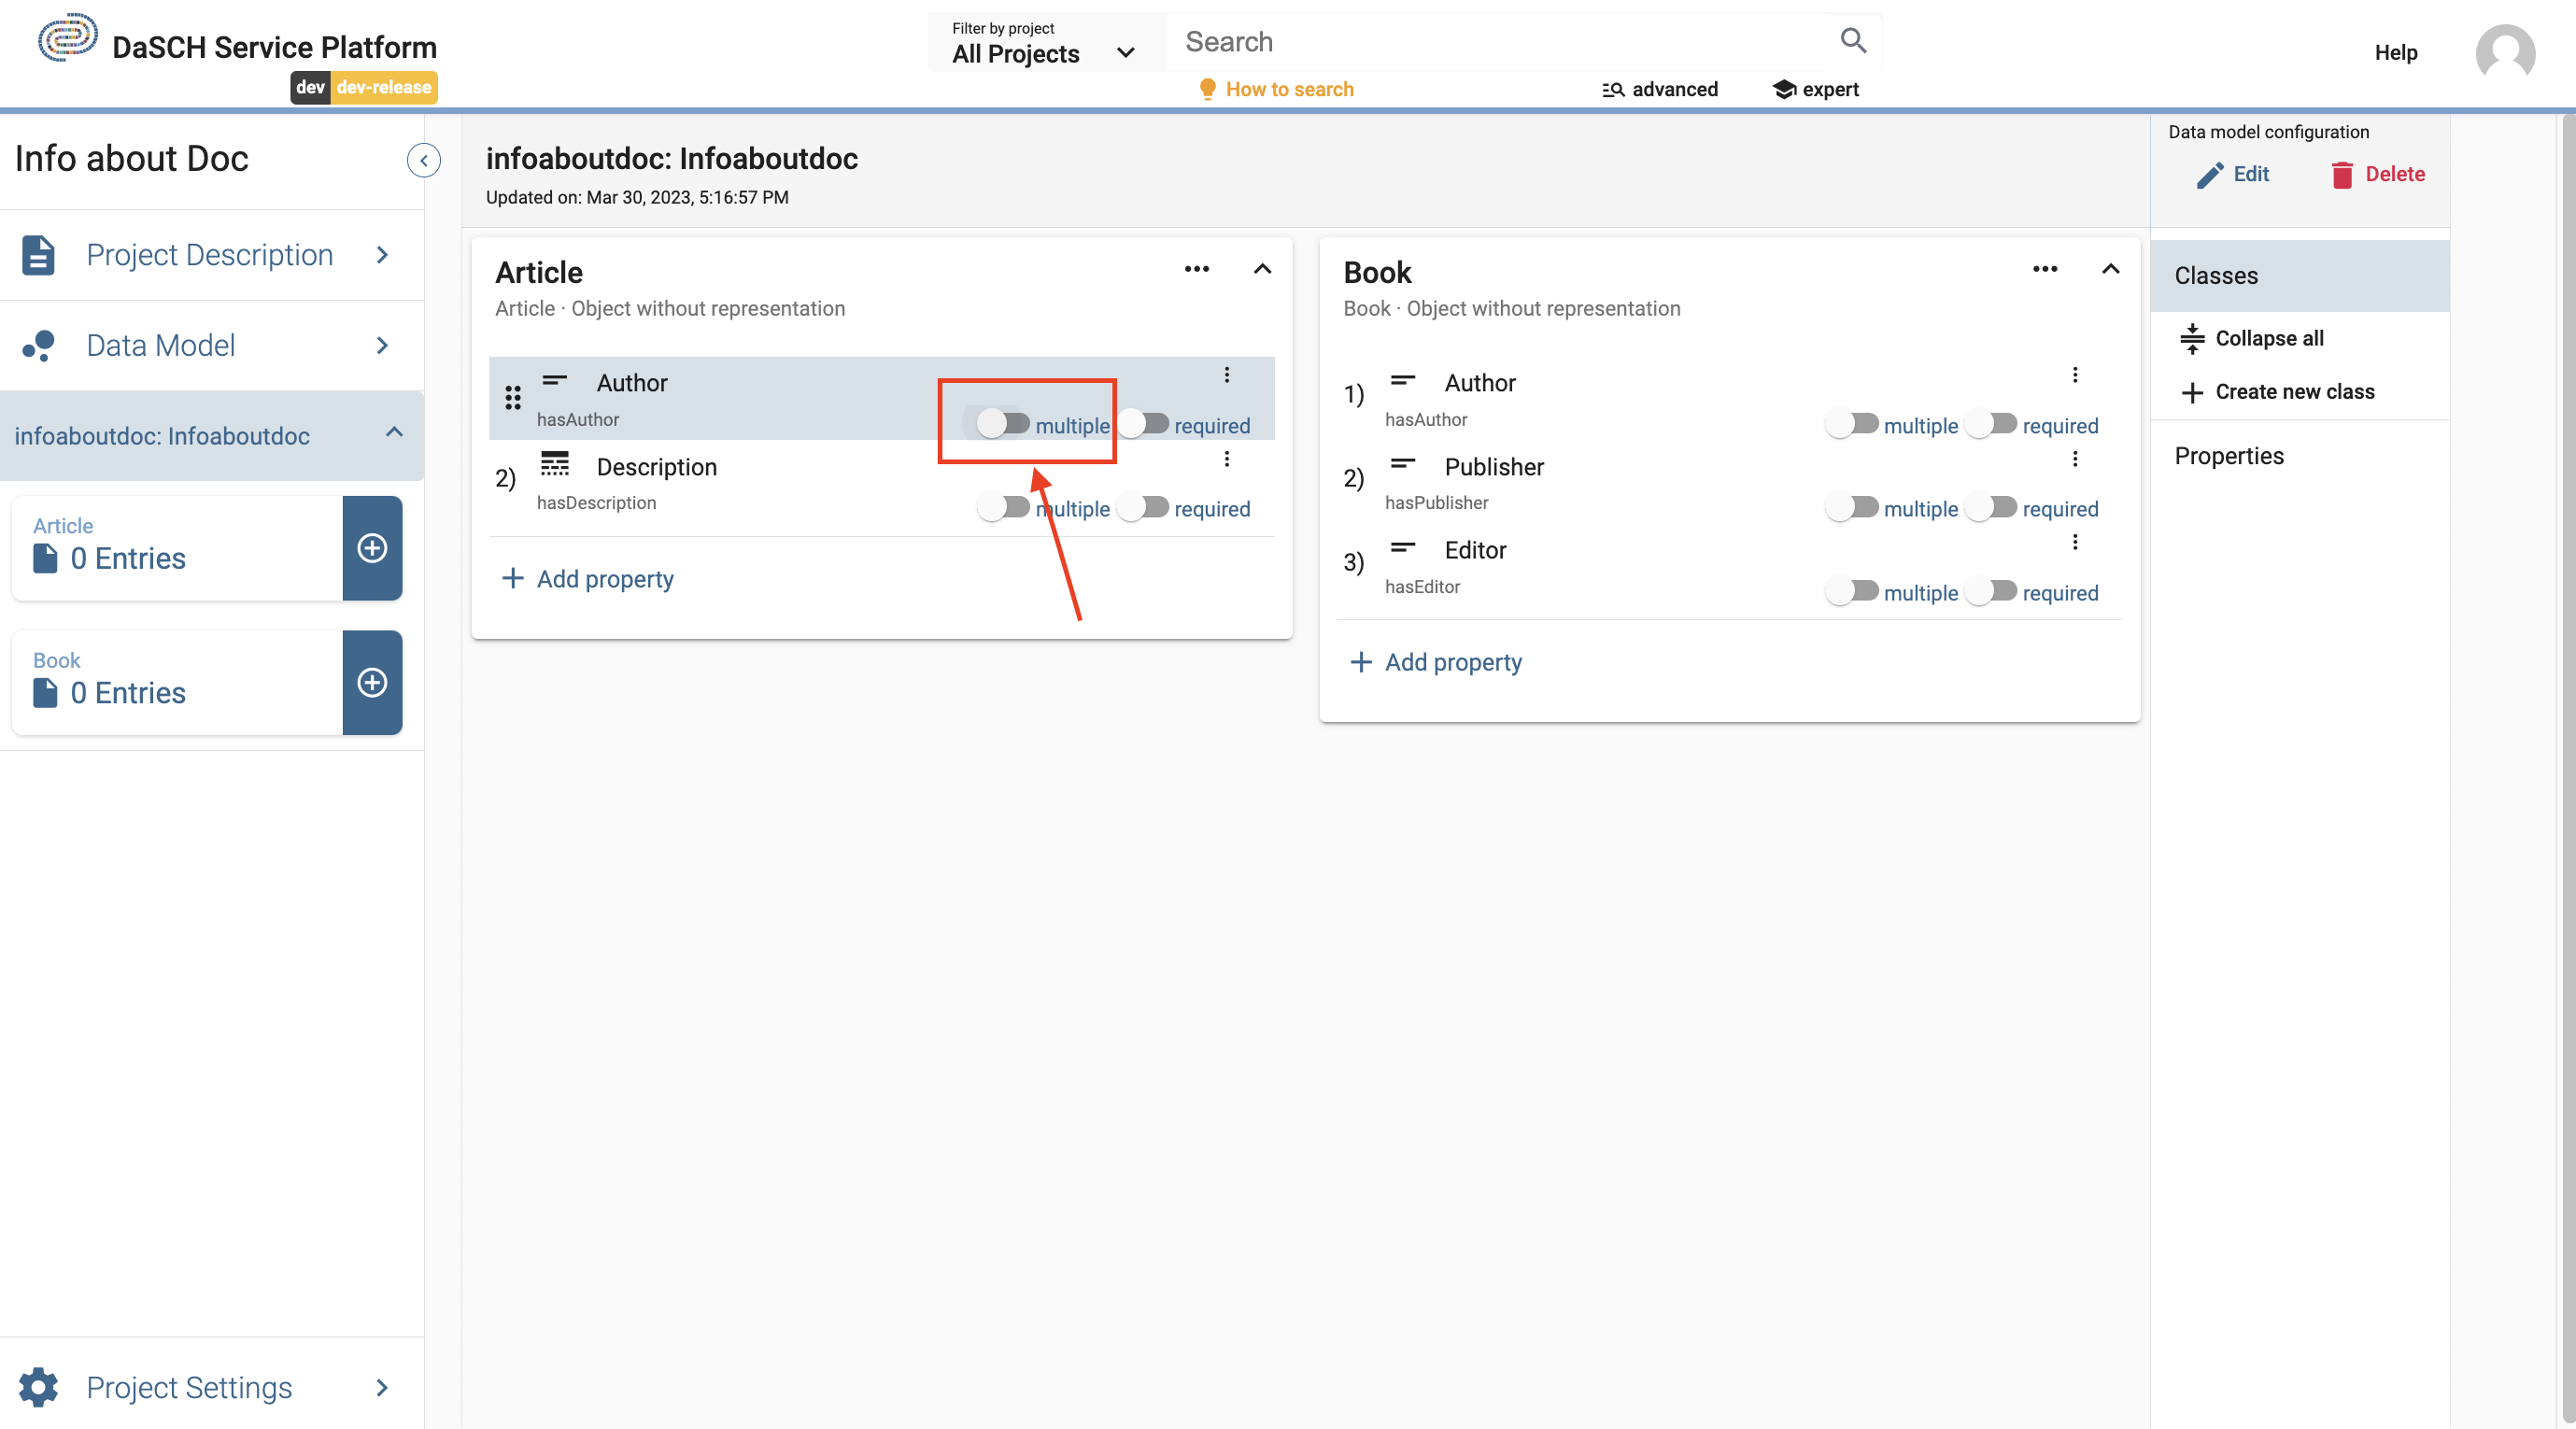 DaSCH Service Platform
dev dev-release
Filter by project
All Projects
Search
How to search
advanced
expert
Help
Info about Doc
Project Description
Data Model
infoaboutdoc: Infoaboutdoc
Article
0 Entries
Book
0 Entries
Project Settings
infoaboutdoc: Infoaboutdoc
Updated on: Mar 30, 2023, 5:16:57 PM
Article
Article · Object without representation
Author
hasAuthor
multiple required
2) Description
hasDescription
multiple required
Add property
Book
Book · Object without representation
1) Author
hasAuthor
multiple required
2) Publisher
hasPublisher
multiple required
3) Editor
hasEditor
multiple required
Add property
Data model configuration
Edit Delete
Classes
Collapse all
Create new class
Properties